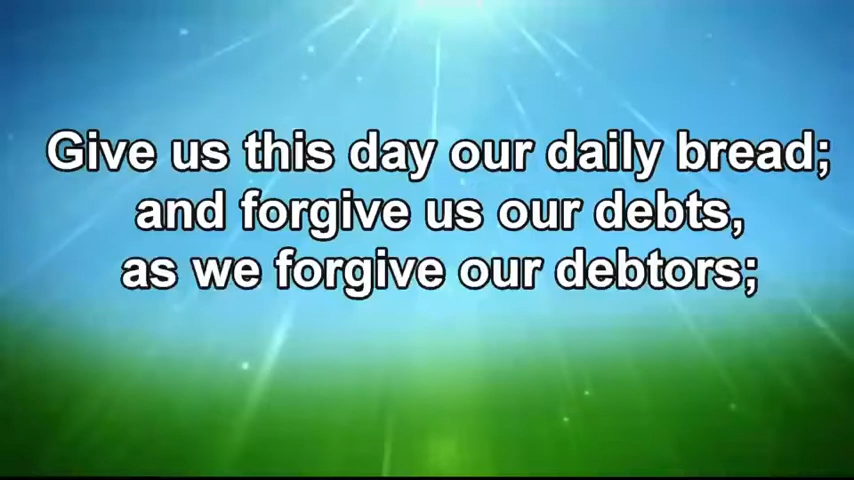 Give us this day our daily bread;
and forgive us our debts,
as we forgive our debtors;